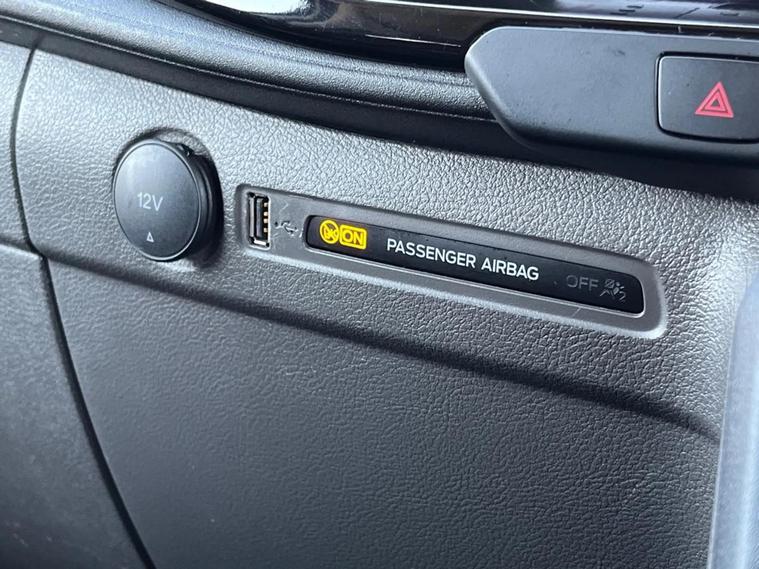 12V
ON PASSENGER AIRBAG OFF